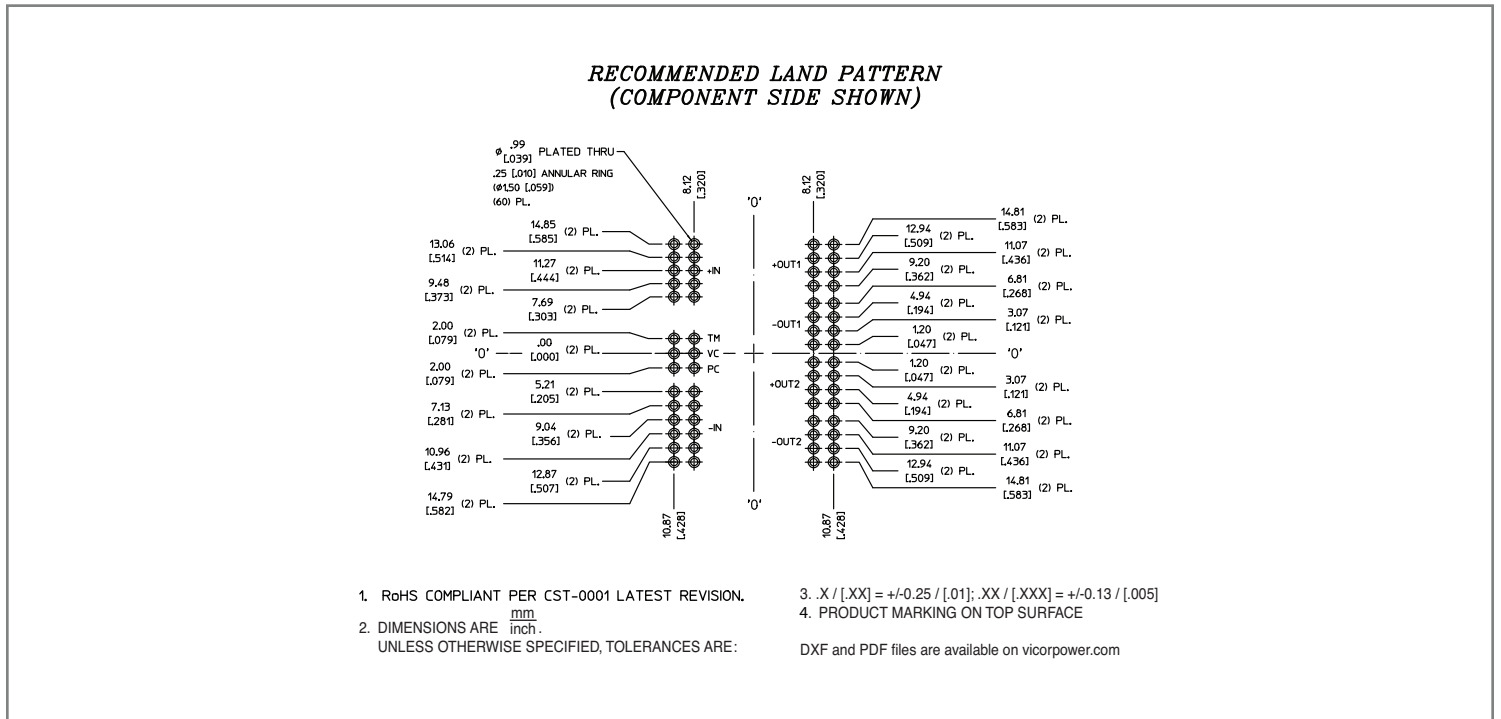 RECOMMENDED LAND PATTERN
(COMPONENT SIDE SHOWN)
ø .99 [.039] PLATED THRU
.25 [.010] ANNULAR RING
(ø1.50 [.059])
(60) PL.
8.12
[.320]
'0'
8.12
[.320]
14.85
[.585] (2) PL.
13.06
[.514] (2) PL.
11.27
[.444] (2) PL.
9.48
[.373] (2) PL.
7.69
[.303] (2) PL.
2.00
[.079] (2) PL.
'0'
.00
[.000] (2) PL.
2.00
[.079] (2) PL.
5.21
[.205] (2) PL.
7.13
[.281] (2) PL.
9.04
[.356] (2) PL.
10.96
[.431] (2) PL.
12.87
[.507] (2) PL.
14.79
[.582] (2) PL.
+IN
TM
VC
PC
-IN
10.87
[.428]
'0'
10.87
[.428]
+OUT1
-OUT1
+OUT2
-OUT2
14.81
[.583] (2) PL.
12.94
[.509] (2) PL.
11.07
[.436] (2) PL.
9.20
[.362] (2) PL.
6.81
[.268] (2) PL.
4.94
[.194] (2) PL.
3.07
[.121] (2) PL.
1.20
[.047] (2) PL.
'0'
1.20
[.047] (2) PL.
3.07
[.121] (2) PL.
4.94
[.194] (2) PL.
6.81
[.268] (2) PL.
9.20
[.362] (2) PL.
11.07
[.436] (2) PL.
12.94
[.509] (2) PL.
14.81
[.583] (2) PL.
1. RoHS COMPLIANT PER CST-0001 LATEST REVISION.
2. DIMENSIONS ARE mm
inch.
UNLESS OTHERWISE SPECIFIED, TOLERANCES ARE:
3. .X / [.XX] = +/-0.25 / [.01]; .XX / [.XXX] = +/-0.13 / [.005]
4. PRODUCT MARKING ON TOP SURFACE
DXF and PDF files are available on vicorpower.com